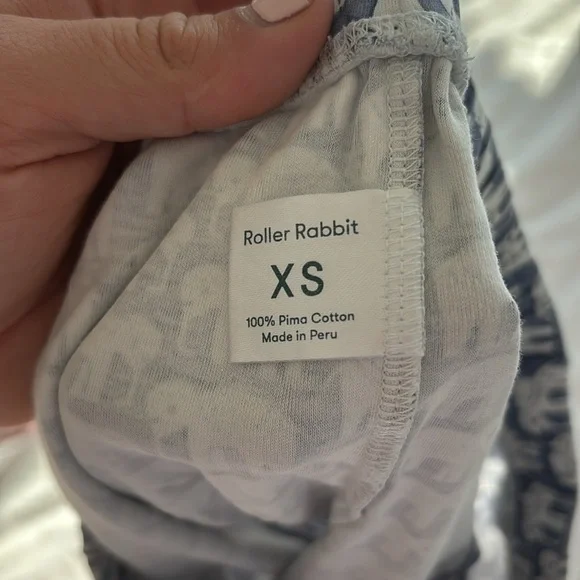 Roller Rabbit
XS
100% Pima Cotton
Made in Peru